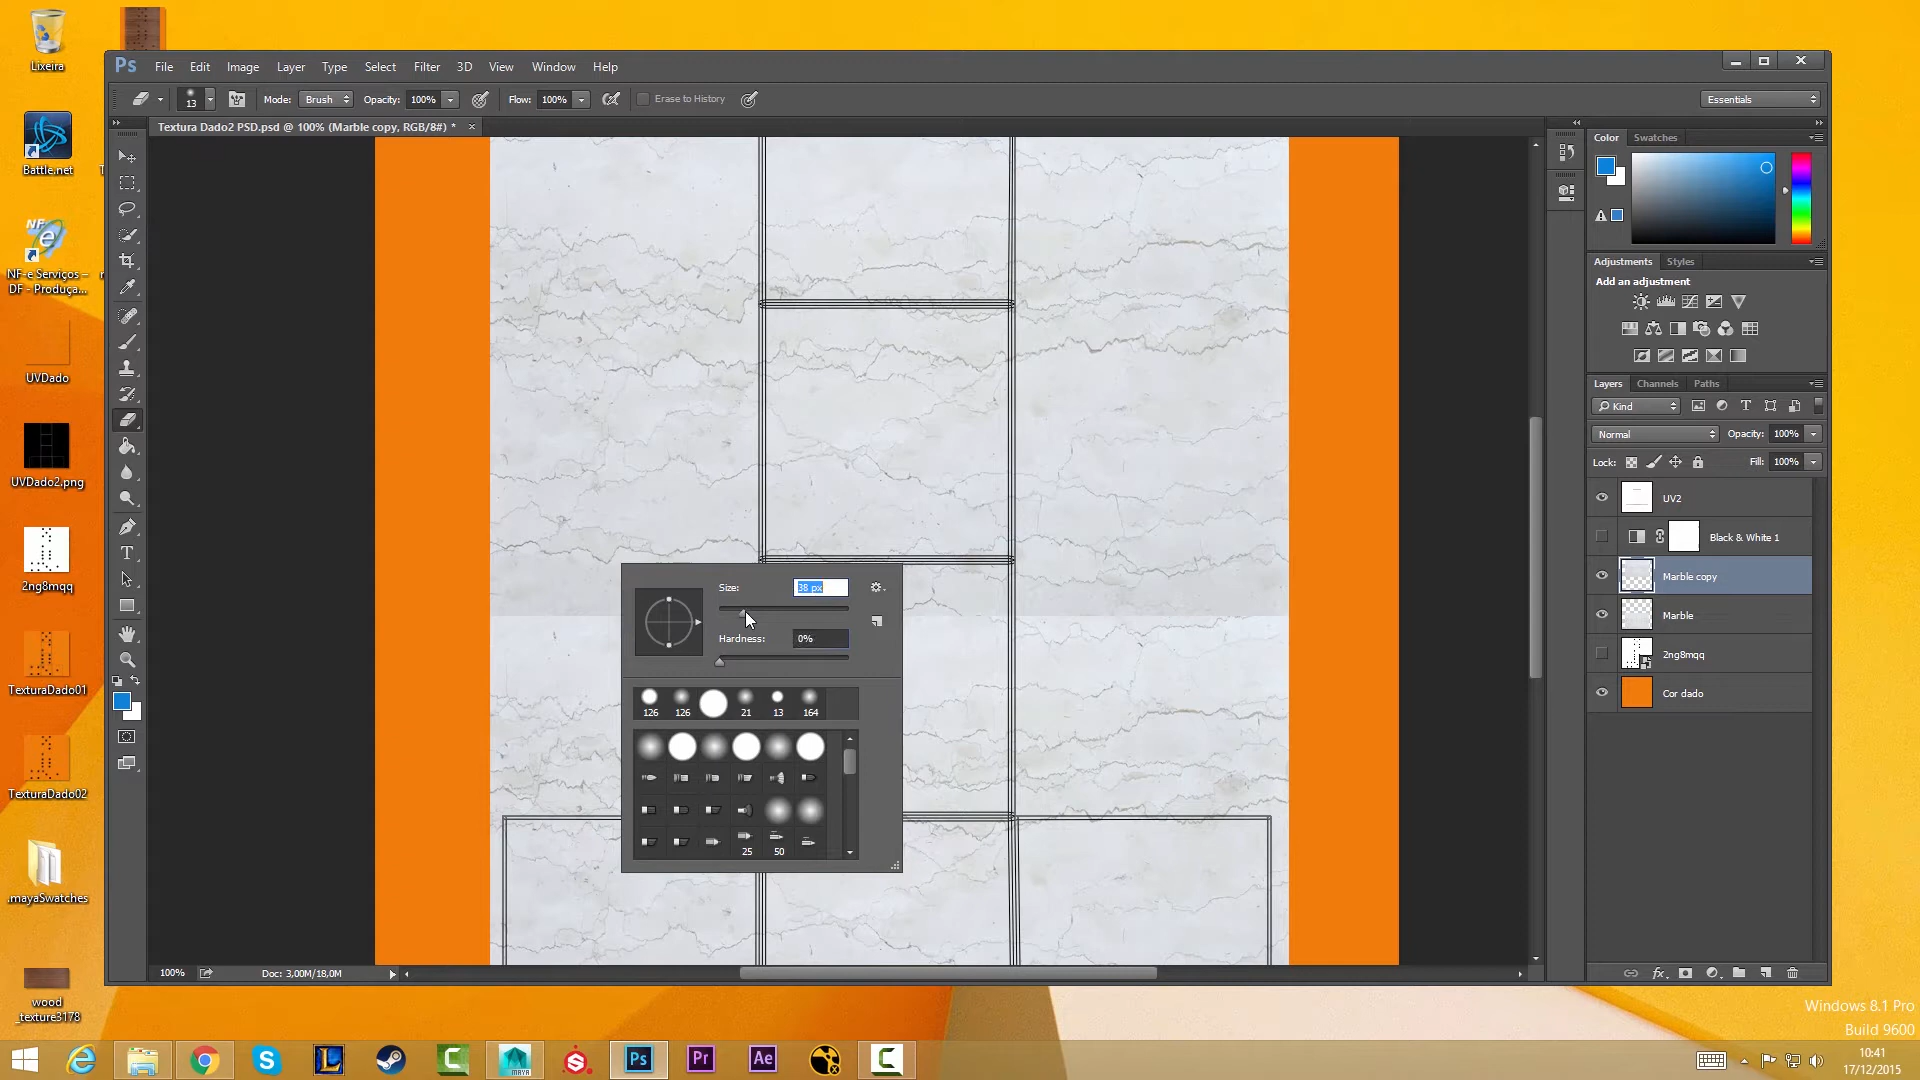 Lixeira
Battle.net
NF-e Serviços –
DF - Produça...
UVDado
UVDado2.png
2ng8mqq
TexturaDado01
TexturaDado02
.mayaSwatches
wood
_texture3178
Ps
File
Edit
Image
Layer
Type
Select
Filter
3D
View
Window
Help
13
Mode:
Brush
Opacity:
100%
Flow:
100%
Erase to History
Essentials
Textura Dado2 PSD.psd @ 100% (Marble copy, RGB/8#) *
Size:
38 px
Hardness:
0%
126
126
21
13
164
25
50
Color
Swatches
Adjustments
Styles
Add an adjustment
Layers
Channels
Paths
Kind
Normal
Opacity:
100%
Lock:
Fill:
100%
UV2
Black & White 1
Marble copy
Marble
2ng8mqq
Cor dado
100%
Doc: 3,00M/18,0M
Windows 8.1 Pro
Build 9600
MAYA
Ps
Pr
Ae
10:41
17/12/2015